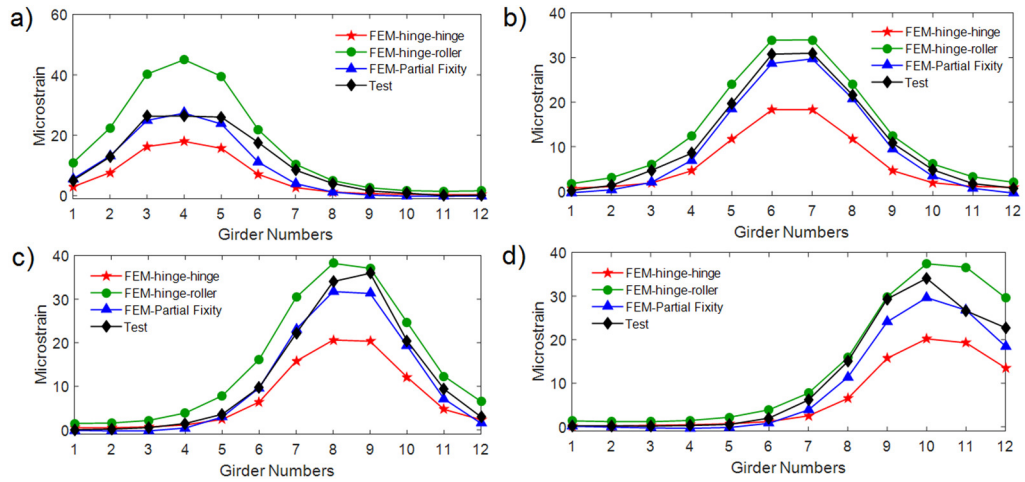 a)
60
40
20
0
Microstrain
FEM-hinge-hinge
FEM-hinge-roller
FEM-Partial Fixity
Test
1 2 3 4 5 6 7 8 9 10 11 12
Girder Numbers
b)
40
30
20
10
0
Microstrain
FEM-hinge-hinge
FEM-hinge-roller
FEM-Partial Fixity
Test
1 2 3 4 5 6 7 8 9 10 11 12
Girder Numbers
c)
40
30
20
10
0
Microstrain
FEM-hinge-hinge
FEM-hinge-roller
FEM-Partial Fixity
Test
1 2 3 4 5 6 7 8 9 10 11 12
Girder Numbers
d)
40
30
20
10
0
Microstrain
FEM-hinge-hinge
FEM-hinge-roller
FEM-Partial Fixity
Test
1 2 3 4 5 6 7 8 9 10 11 12
Girder Numbers